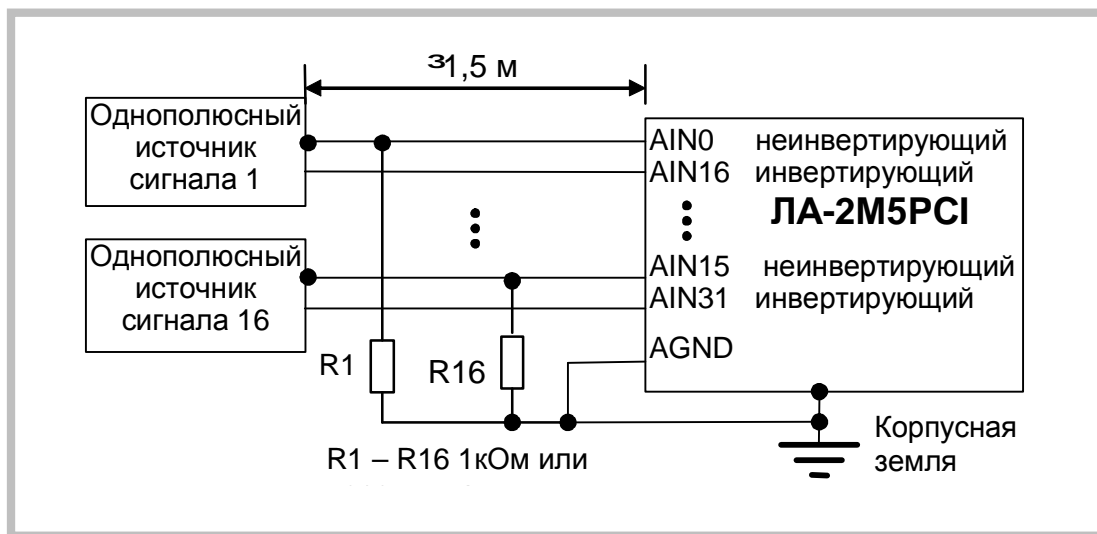 ³1,5 м
Однополюсный
источник
сигнала 1
AIN0 неинвертирующий
AIN16 инвертирующий
ЛА-2М5PCI
Однополюсный
источник
сигнала 16
AIN15 неинвертирующий
AIN31 инвертирующий
AGND
R1
R16
Корпусная
земля
R1 – R16 1кОм или